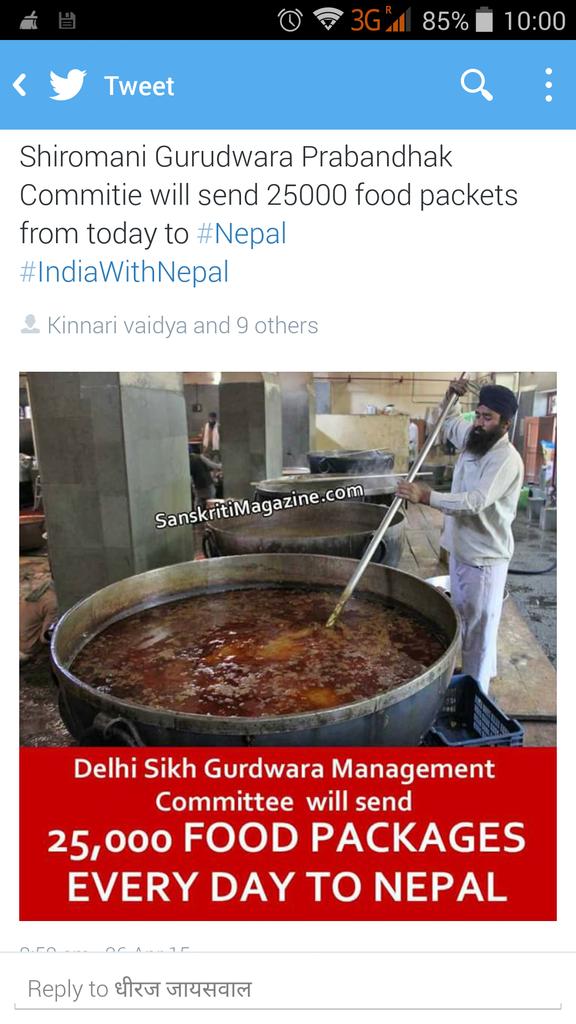 3G R 85% 10:00
Tweet
Shiromani Gurudwara Prabandhak
Commitie will send 25000 food packets
from today to #Nepal
#IndiaWithNepal
Kinnari vaidya and 9 others
SanskritiMagazine.com
Delhi Sikh Gurdwara Management
Committee will send
25,000 FOOD PACKAGES
EVERY DAY TO NEPAL
Reply to धीरज जायसवाल